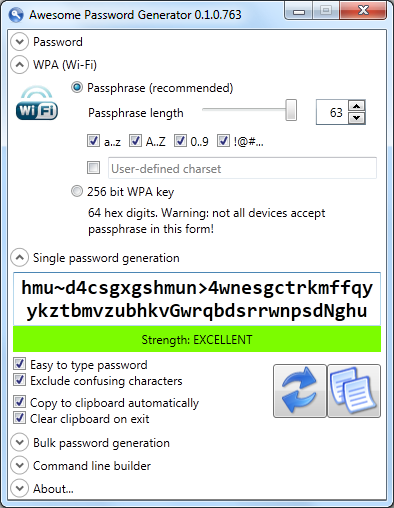 Awesome Password Generator 0.1.0.763
Password
WPA (Wi-Fi)
WiFi
Passphrase (recommended)
Passphrase length
63
a..z A..Z 0..9 !@#...
User-defined charset
256 bit WPA key
64 hex digits. Warning: not all devices accept
passphrase in this form!
Single password generation
hmu~d4csgxgshmun>4wnesgctrkmffqy
ykztbmvzubhkvGwrqbdsrrwnpsdNghu
Strength: EXCELLENT
Easy to type password
Exclude confusing characters
Copy to clipboard automatically
Clear clipboard on exit
Bulk password generation
Command line builder
About...